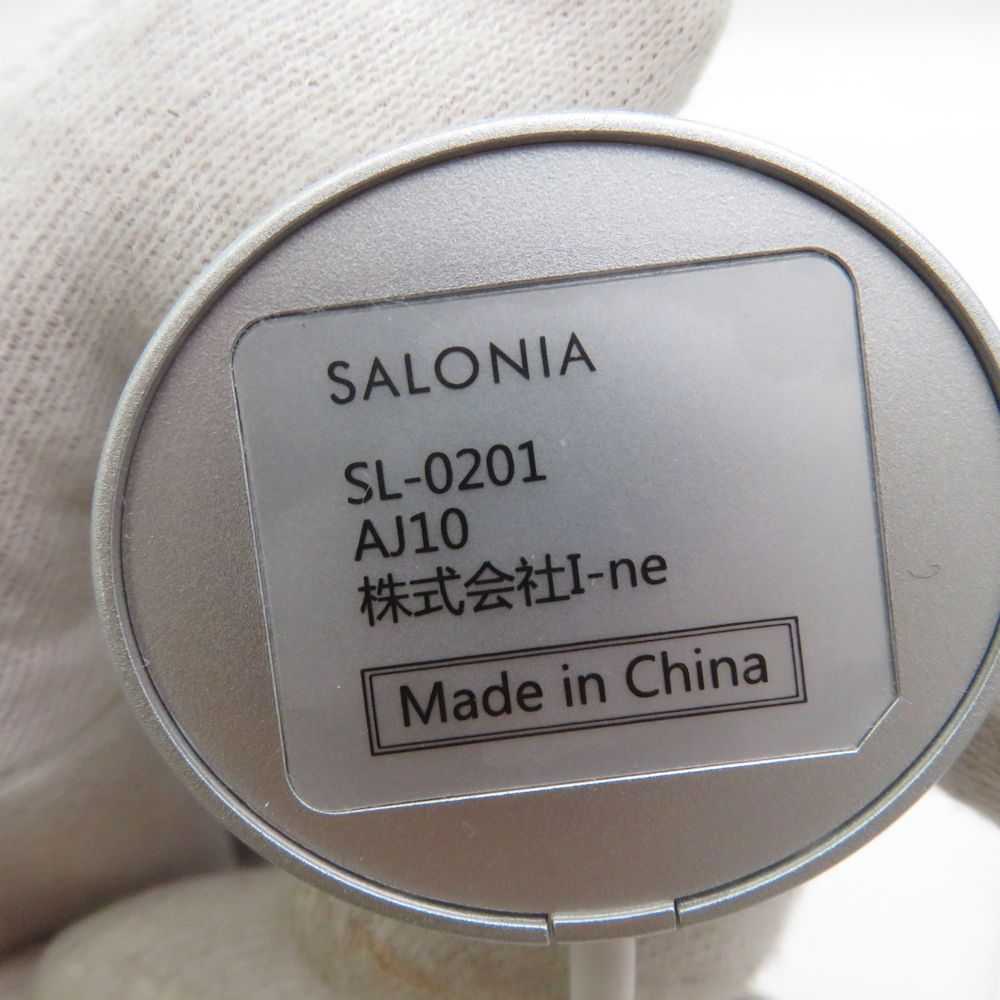 SALONIA
SL-0201
AJ10
株式会社I-ne
Made in China